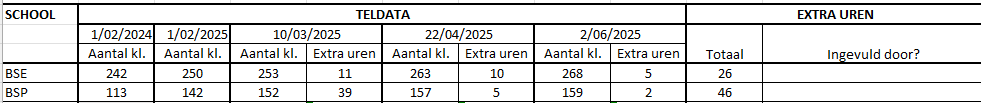 SCHOOL TELDATA EXTRA UREN
1/02/2024 1/02/2025 10/03/2025 22/04/2025 2/06/2025
Aantal kl. Aantal kl. Aantal kl. Extra uren Aantal kl. Extra uren Aantal kl. Extra uren Totaal Ingevuld door?
BSE 242 250 253 11 263 10 268 5 26
BSP 113 142 152 39 157 5 159 2 46